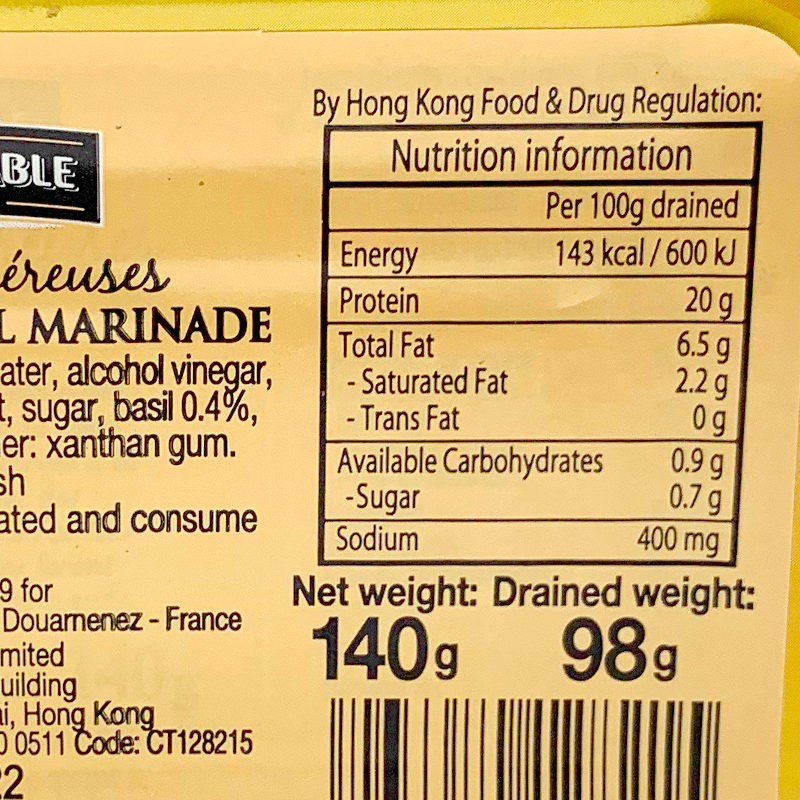 BLE
éreuses
L MARINADE
ater, alcohol vinegar,
t, sugar, basil 0.4%,
er: xanthan gum.
sh
ated and consume
9 for
Douarnenez - France
mited
uilding
i, Hong Kong
0 0511 Code: CT128215
22
By Hong Kong Food & Drug Regulation:
Nutrition information
Per 100g drained
Energy 143 kcal / 600 kJ
Protein 20 g
Total Fat 6.5 g
- Saturated Fat 2.2 g
- Trans Fat 0 g
Available Carbohydrates 0.9 g
-Sugar 0.7 g
Sodium 400 mg
Net weight: Drained weight:
140g 98g